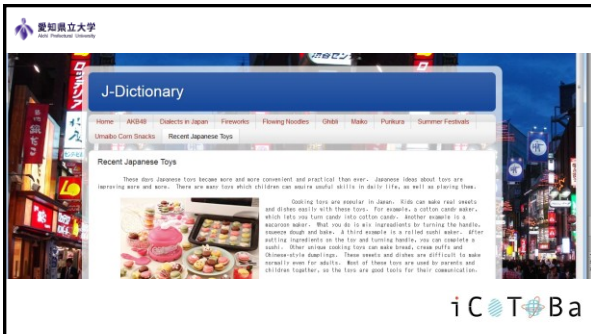 愛知県立大学
Aichi Prefectural University
J-Dictionary
Home AKB48 Dialects in Japan Fireworks Flowing Noodles Ghibli Maiko Purikura Summer Festivals
Umaibo Corn Snacks Recent Japanese Toys
Recent Japanese Toys
These days Japanese toys become more and more convenient and practical than ever. Japanese ideas about toys are
improving more and more. There are many toys which children can aquire useful skills in daily life, as well as playing them.
Cooking toys are popular in Japan. Kids can make real sweets
and dishes easily with these toys. For example, a cotton candy maker,
which lets you turn candy into cotton candy. Another example is a
macaroon maker. What you do is mix ingredients by turning the handle,
squeeze dough and bake. A third example is a rolled sushi maker. After
putting ingredients on the toy and turning handle, you can complete a
sushi. Other unique cooking toys can make bread, cream puffs and
Chinese-style dumplings. These sweets and dishes are difficult to make
normally even for adults. Most of these toys are used by parents and
children together, so the toys are good tools for their communication.
iCoToBa